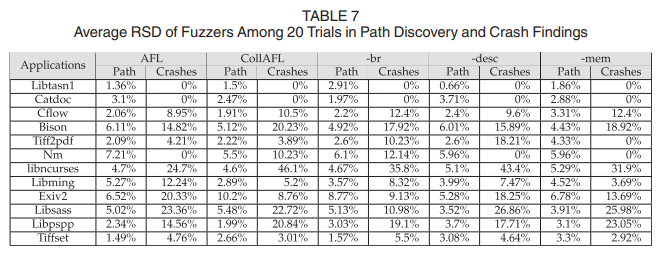 TABLE 7
Average RSD of Fuzzers Among 20 Trials in Path Discovery and Crash Findings
Applications AFL CollAFL -br -desc -mem
Path Crashes Path Crashes Path Crashes Path Crashes Path Crashes
Libtasn1 1.36% 0% 1.5% 0% 2.91% 0% 0.66% 0% 1.86% 0%
Catdoc 3.1% 0% 2.47% 0% 1.97% 0% 3.71% 0% 2.88% 0%
Cflow 2.06% 8.95% 1.91% 10.5% 2.2% 12.4% 2.4% 9.6% 3.31% 12.4%
Bison 6.11% 14.82% 5.12% 20.23% 4.92% 17.92% 6.01% 15.89% 4.43% 18.92%
Tiff2pdf 2.09% 4.21% 2.22% 3.89% 2.6% 10.23% 2.6% 18.21% 4.33% 0%
Nm 7.21% 0% 5.5% 10.23% 6.1% 12.14% 5.96% 0% 5.96% 0%
libncurses 4.7% 24.7% 4.6% 46.1% 4.67% 35.8% 5.1% 43.4% 5.29% 31.9%
Libming 5.27% 12.24% 2.89% 5.2% 3.57% 8.32% 3.99% 7.47% 4.52% 3.69%
Exiv2 6.52% 20.33% 10.2% 8.76% 8.77% 9.13% 5.28% 18.25% 6.78% 13.69%
Libsass 5.02% 23.36% 5.48% 22.72% 5.13% 10.98% 3.52% 26.86% 3.91% 25.98%
Libpspp 2.34% 14.56% 1.99% 20.84% 3.03% 19.1% 3.7% 17.71% 3.1% 23.05%
Tiffset 1.49% 4.76% 2.66% 3.01% 1.57% 5.5% 3.08% 4.64% 3.3% 2.92%